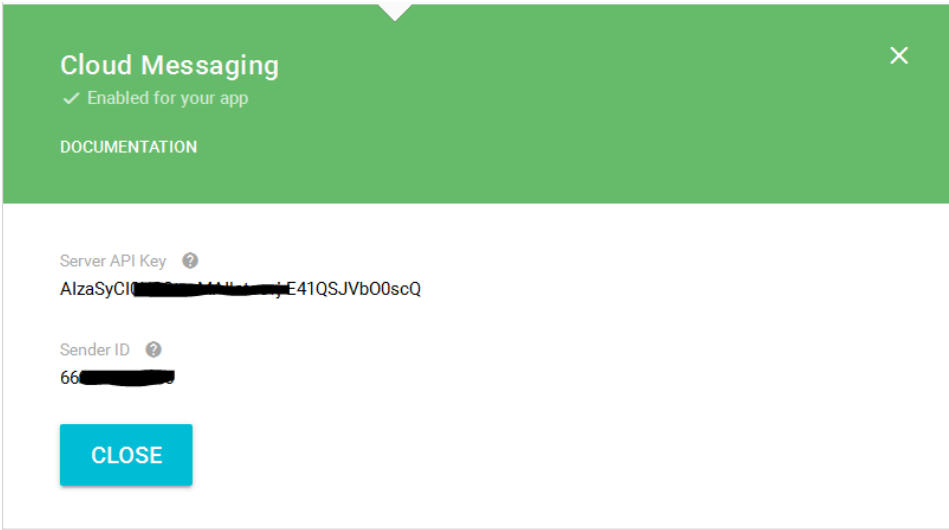 Cloud Messaging
Enabled for your app
DOCUMENTATION
Server API Key
Sender ID
CLOSE